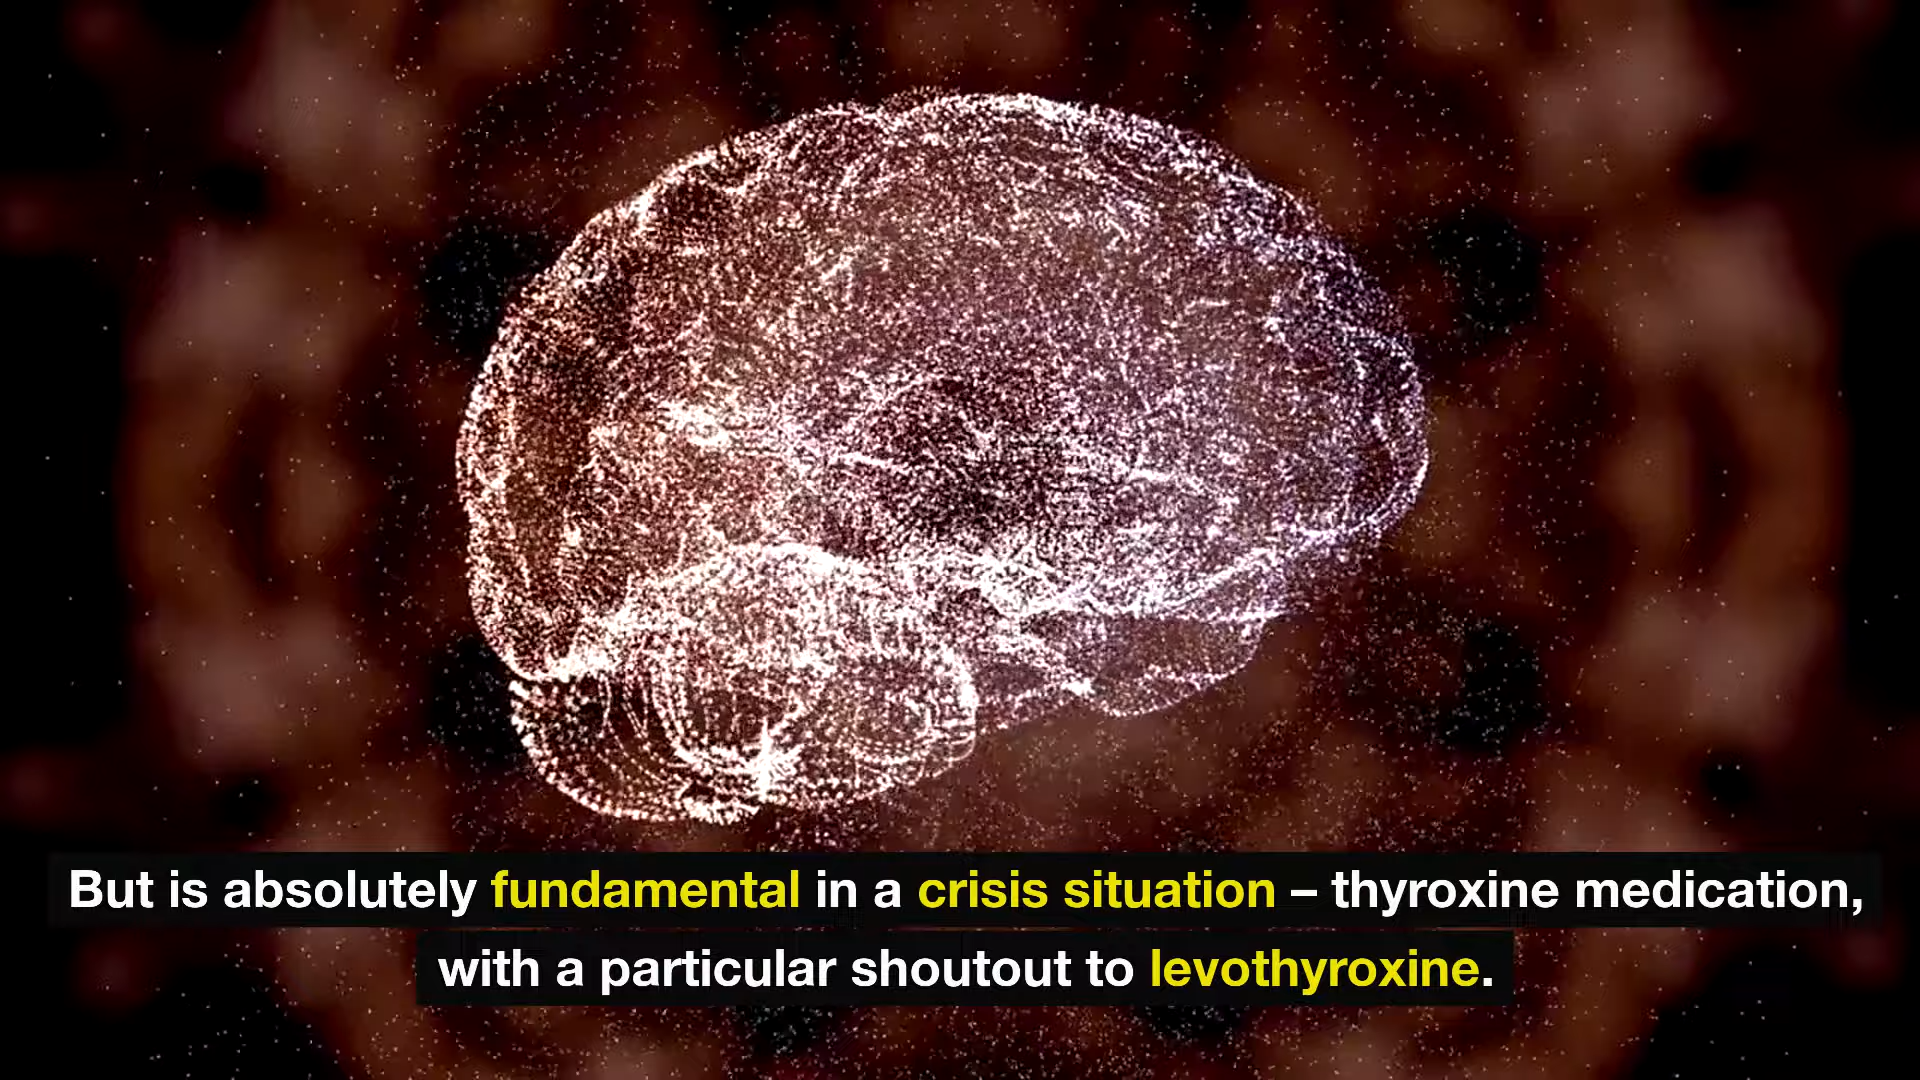 But is absolutely fundamental in a crisis situation – thyroxine medication,
with a particular shoutout to levothyroxine.